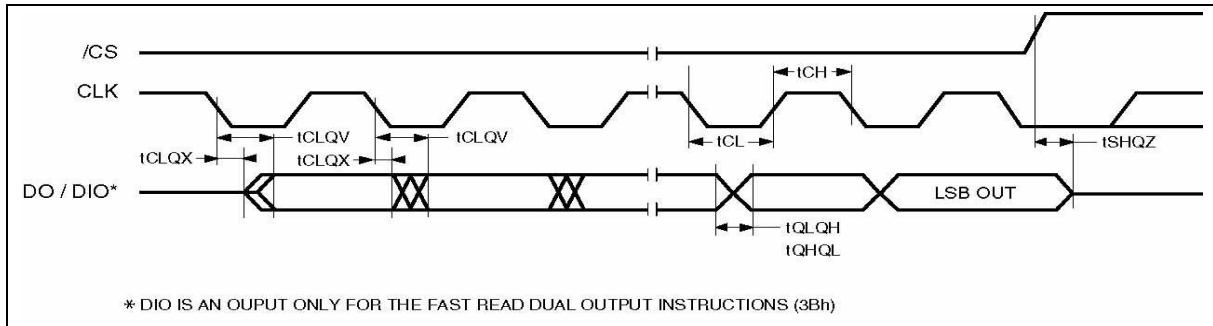 /CS
CLK
tCH
tCLQV
tCLQV
tCLQX
tCLQX
tCL
tSHQZ
DO / DIO*
LSB OUT
tQLQH
tQHQL
* DIO IS AN OUPUT ONLY FOR THE FAST READ DUAL OUTPUT INSTRUCTIONS (3Bh)